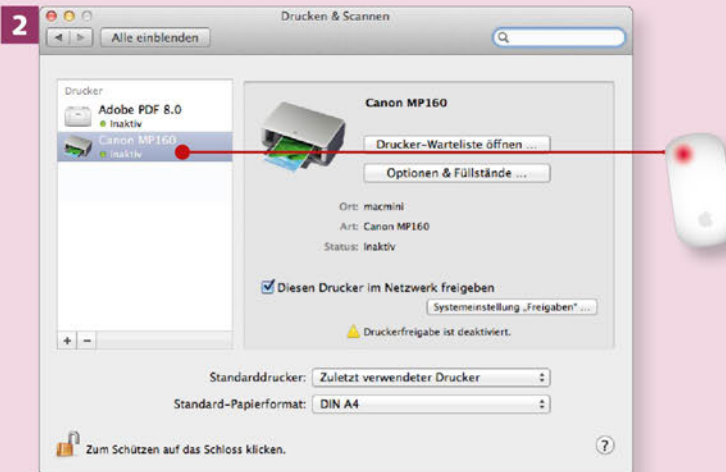 2
Drucken & Scannen
Alle einblenden
Drucker
Adobe PDF 8.0
Inaktiv
Canon MP160
Inaktiv
Canon MP160
Drucker-Warteliste öffnen ...
Optionen & Füllstände ...
Ort: macmini
Art: Canon MP160
Status: Inaktiv
Diesen Drucker im Netzwerk freigeben
Systemeinstellung „Freigaben“ ...
Druckerfreigabe ist deaktiviert.
+ −
Standarddrucker: Zuletzt verwendeter Drucker
Standard-Papierformat: DIN A4
Zum Schützen auf das Schloss klicken.
?